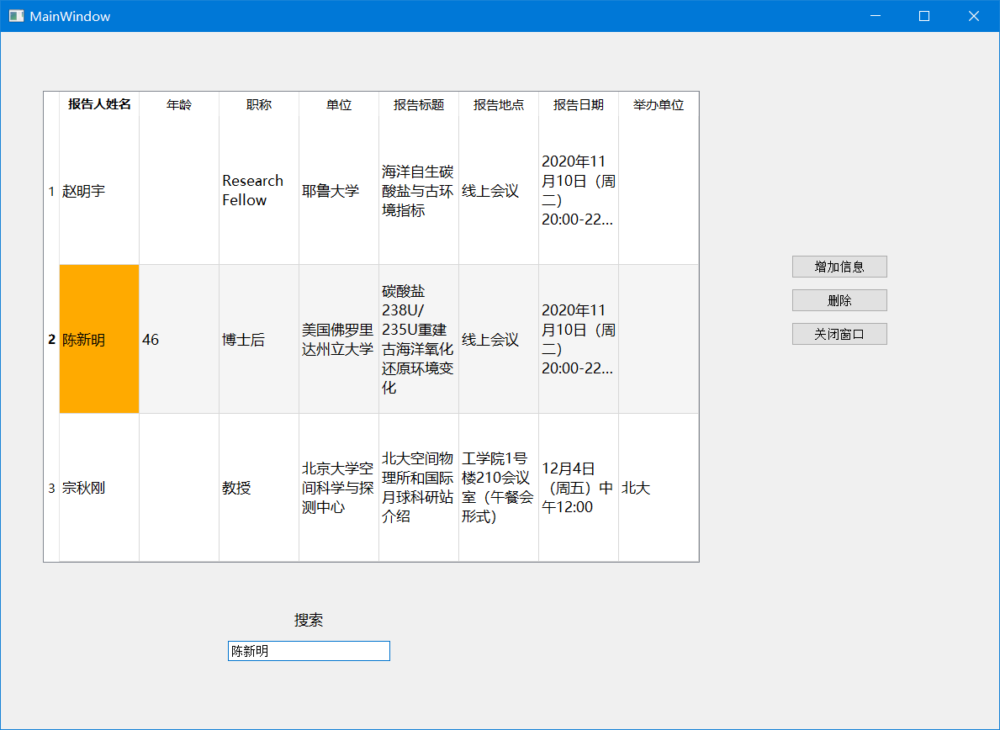 MainWindow
报告人姓名 年龄 职称 单位 报告标题 报告地点 报告日期 举办单位
1 赵明宇
Research
Fellow
耶鲁大学
海洋自生碳
酸盐与古环
境指标
线上会议
2020年11
月10日（周
二）
20:00-22...
2 陈新明
46
博士后
美国佛罗里
达州立大学
碳酸盐
238U/
235U重建
古海洋氧化
还原环境变
化
线上会议
2020年11
月10日（周
二）
20:00-22...
3 宗秋刚
教授
北京大学空
间科学与探
测中心
北大空间物
理所和国际
月球科研站
介绍
工学院1号
楼210会议
室（午餐会
形式）
12月4日
（周五）中
午12:00
北大
增加信息
删除
关闭窗口
搜索
陈新明